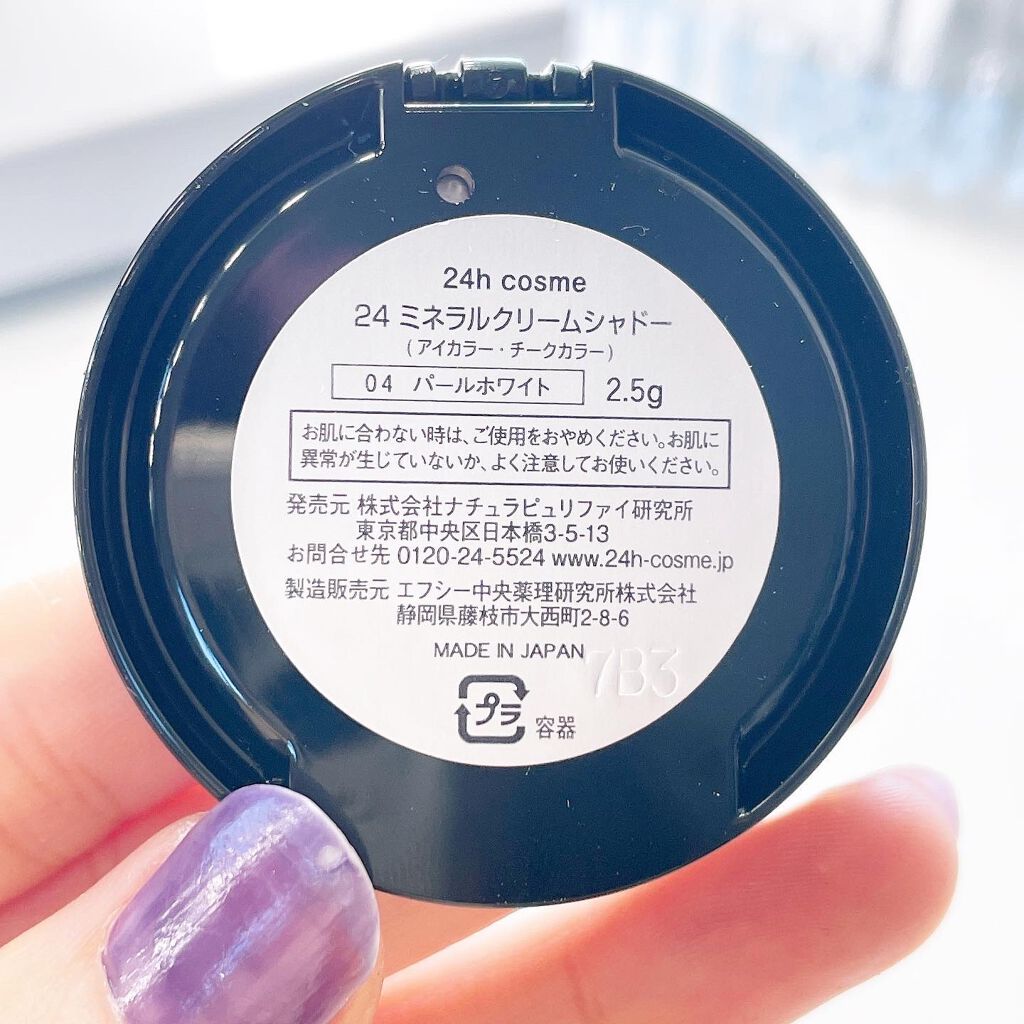 24h cosme
24 ミネラルクリームシャドー
(アイカラー・チークカラー)
04 パールホワイト 2.5g
お肌に合わない時は、ご使用をおやめください。お肌に
異常が生じていないか、よく注意してお使いください。
発売元 株式会社ナチュラピュリファイ研究所
東京都中央区日本橋3-5-13
お問合せ先 0120-24-5524 www.24h-cosme.jp
製造販売元 エフシー中央薬理研究所株式会社
静岡県藤枝市大西町2-8-6
MADE IN JAPAN
7B3
プラ 容器